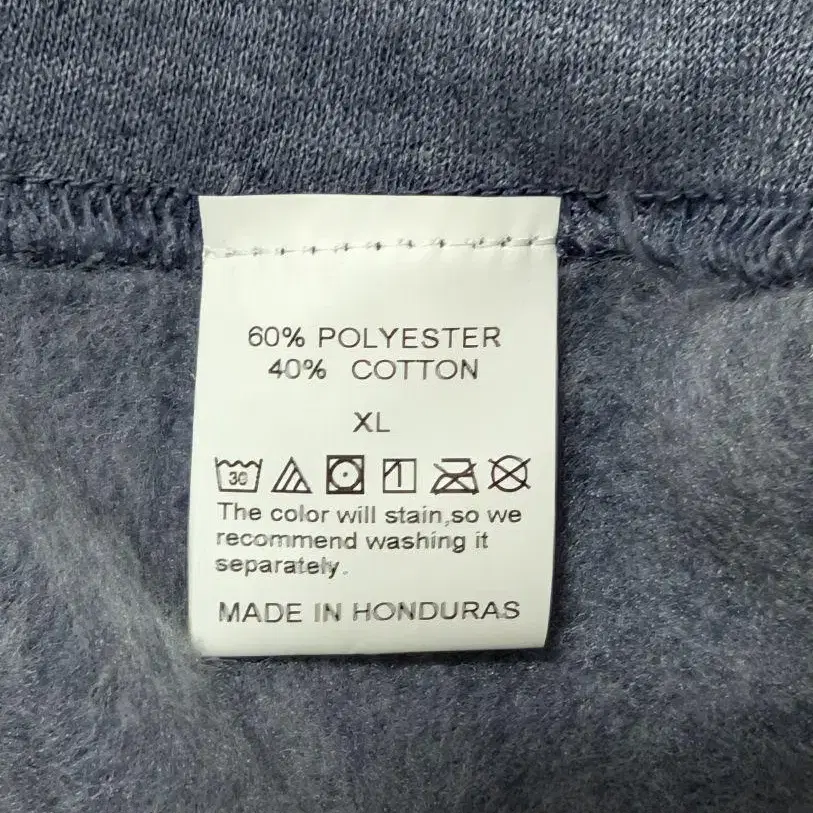 60% POLYESTER
40% COTTON
XL
30
The color will stain,so we
recommend washing it
separately.
MADE IN HONDURAS